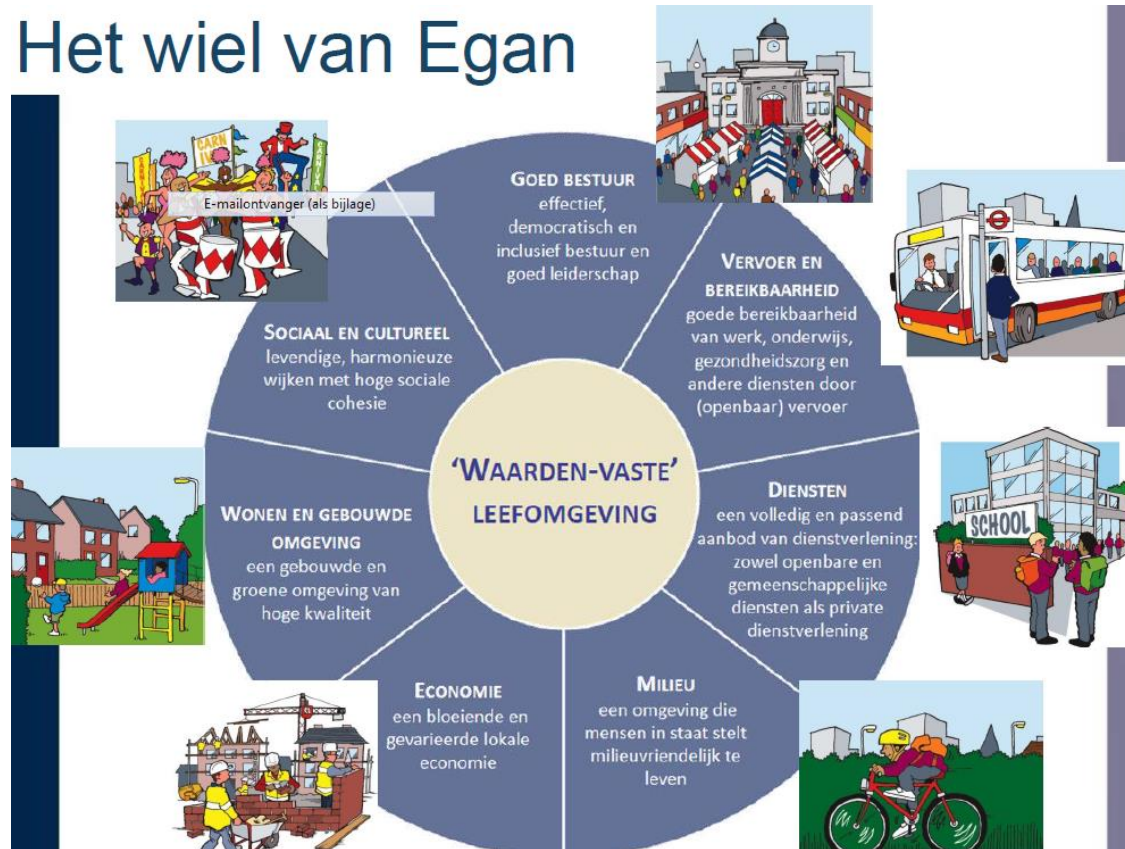 Het wiel van Egan
CARN
IV
CARNIVAL
CARNIVAL
E-mailontvanger (als bijlage)
GOED BESTUUR
effectief,
democratisch en
inclusief bestuur en
goed leiderschap
VERVOER EN
BEREIKBAARHEID
goede bereikbaarheid
van werk, onderwijs,
gezondheidszorg en
andere diensten door
(openbaar) vervoer
DIENSTEN
een volledig en passend
aanbod van dienstverlening:
zowel openbare en
gemeenschappelijke
diensten als private
dienstverlening
SCHOOL
MILIEU
een omgeving die
mensen in staat stelt
milieuvriendelijk te
leven
ECONOMIE
een bloeiende en
gevarieerde lokale
economie
WONEN EN GEBOUWDE
OMGEVING
een gebouwde en
groene omgeving van
hoge kwaliteit
SOCIAAL EN CULTUREEL
levendige, harmonieuze
wijken met hoge sociale
cohesie
'WAARDEN-VASTE'
LEEFOMGEVING